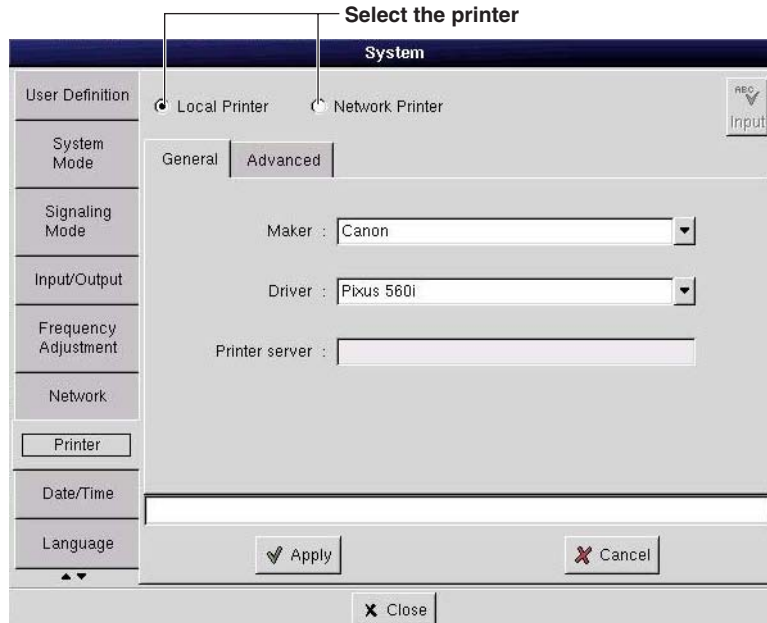 Select the printer
System
User Definition
System
Mode
Signaling
Mode
Input/Output
Frequency
Adjustment
Network
Printer
Date/Time
Language
Local Printer
Network Printer
ABC
Input
General
Advanced
Maker :
Canon
Driver :
Pixus 560i
Printer server :
Apply
Cancel
Close